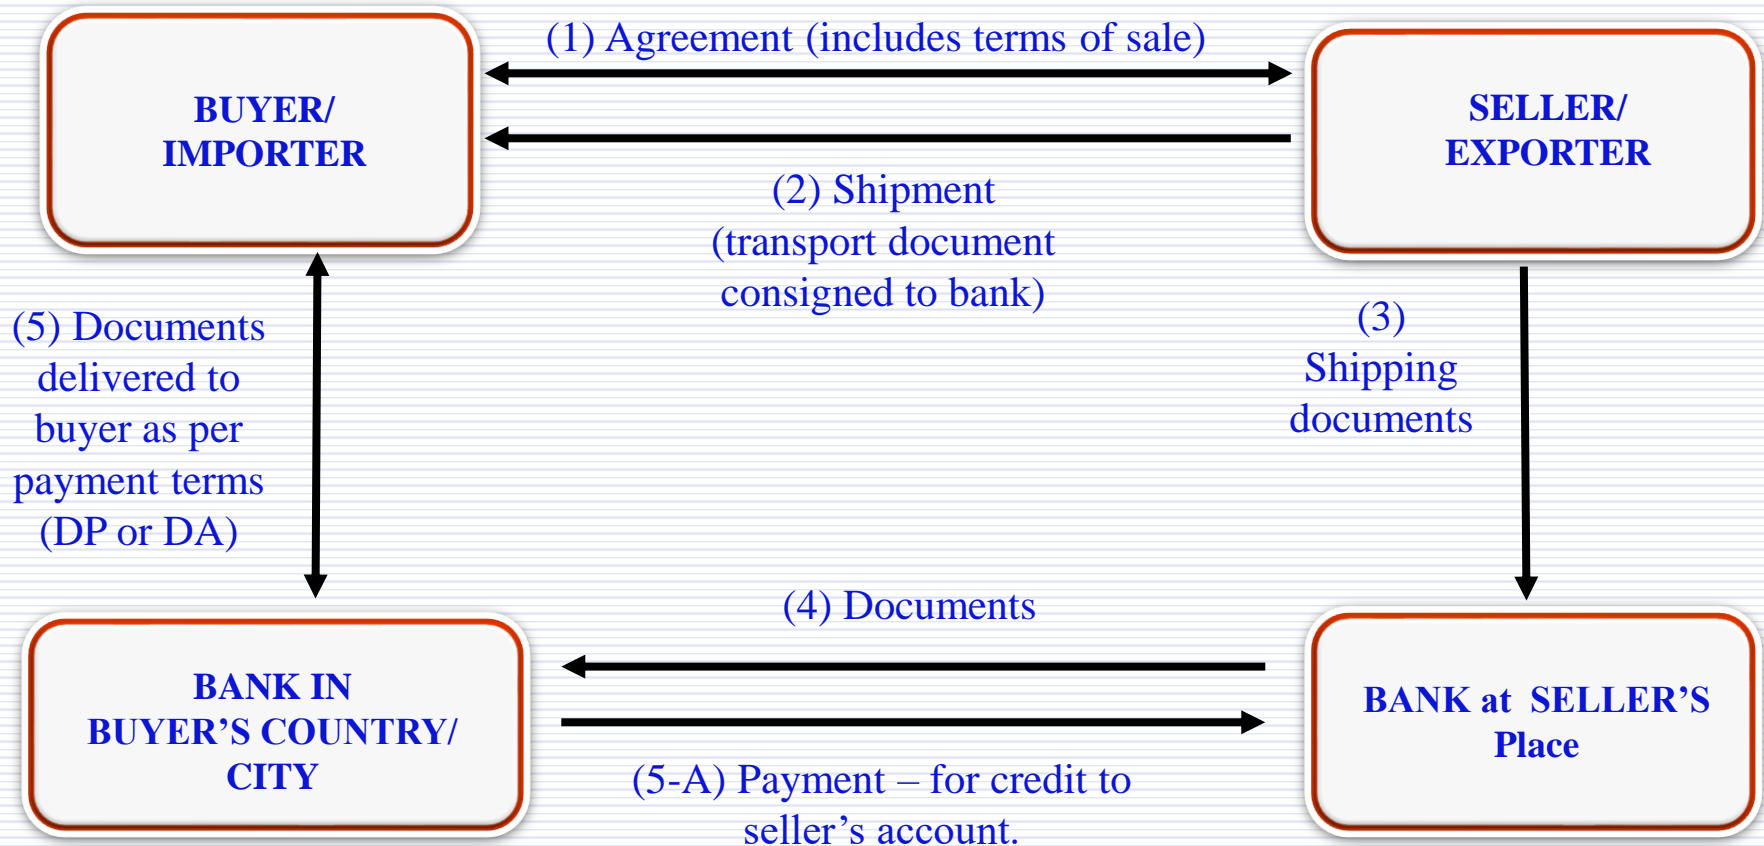 (1) Agreement (includes terms of sale)
BUYER/
IMPORTER
SELLER/
EXPORTER
(2) Shipment
(transport document
consigned to bank)
(5) Documents
delivered to
buyer as per
payment terms
(DP or DA)
(3)
Shipping
documents
(4) Documents
BANK IN
BUYER’S COUNTRY/
CITY
BANK at SELLER’S
Place
(5-A) Payment – for credit to
seller’s account.